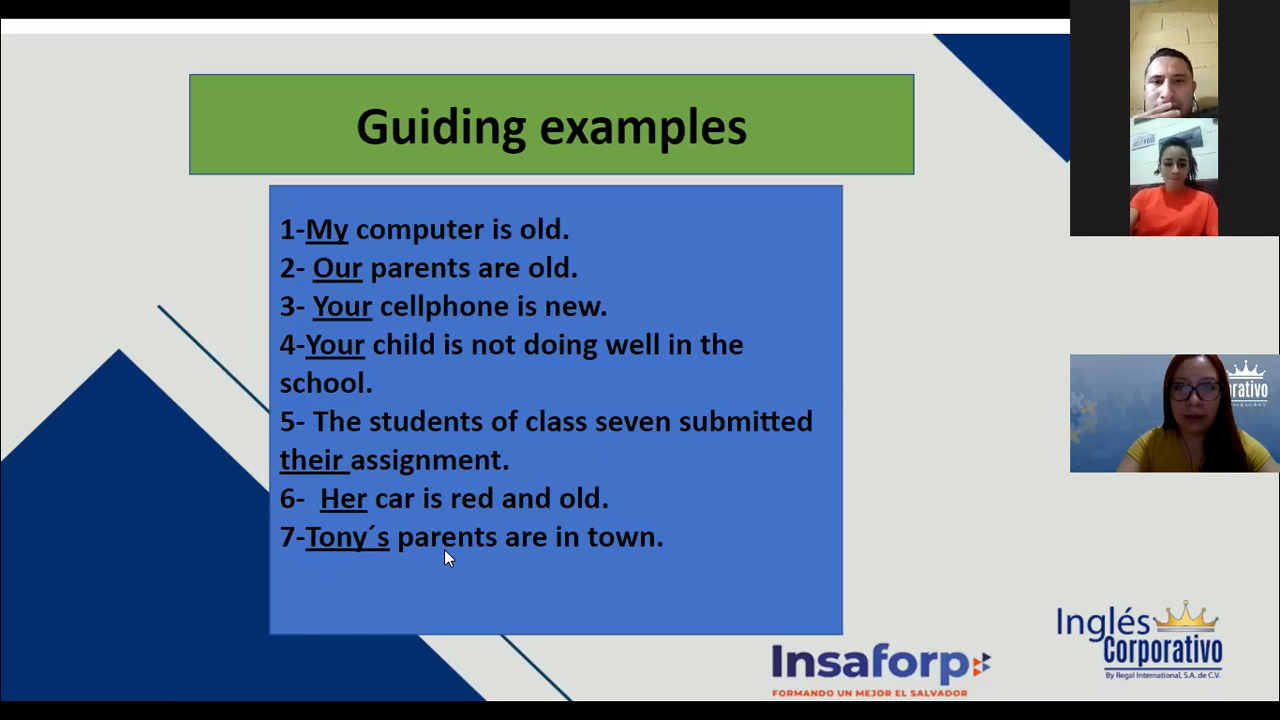 Guiding examples
1-My computer is old.
2- Our parents are old.
3- Your cellphone is new.
4-Your child is not doing well in the
school.
5- The students of class seven submitted
their assignment.
6-  Her car is red and old.
7-Tony´s parents are in town.
Insaforp
FORMANDO UN MEJOR EL SALVADOR
Inglés
Corporativo
By Regal International, S.A. de C.V.
orativo